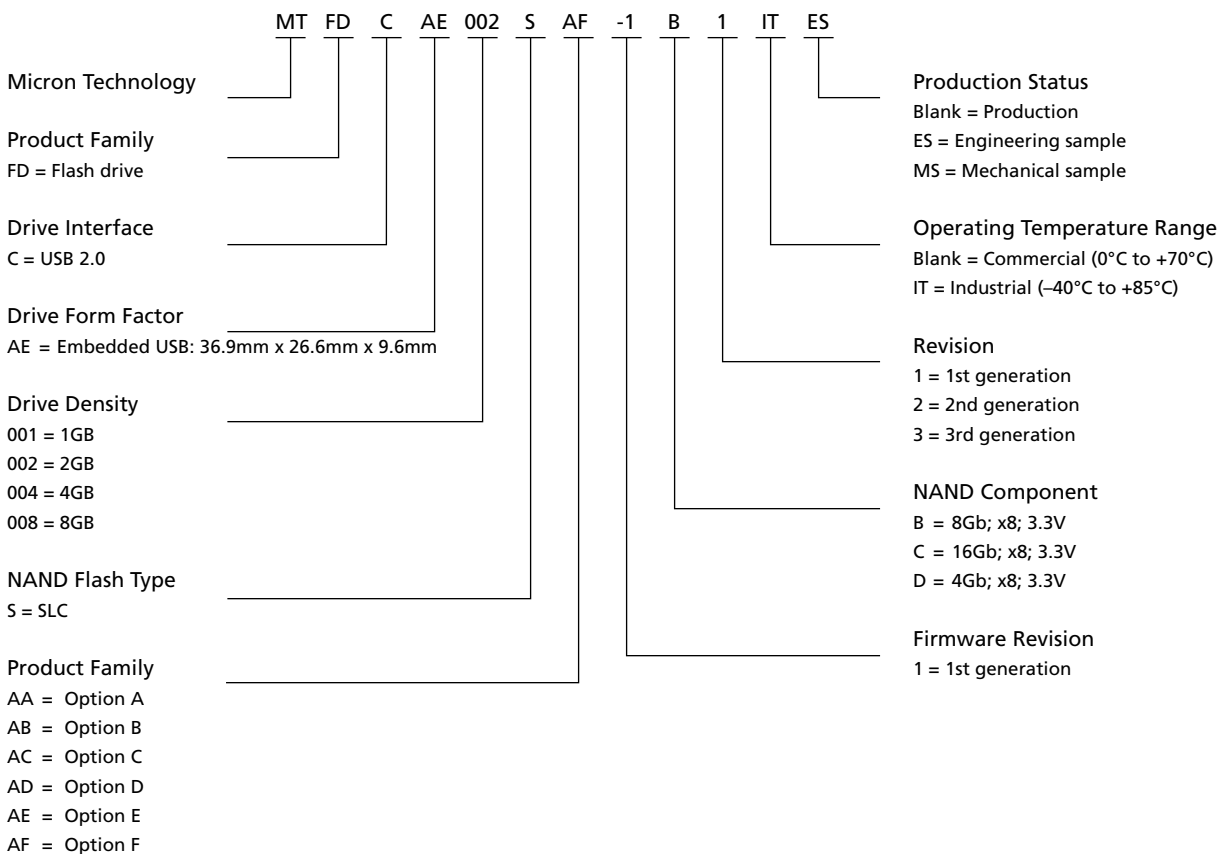 MT FD C AE 002 S AF -1 B 1 IT ES
Micron Technology
Product Family
FD = Flash drive
Drive Interface
C = USB 2.0
Drive Form Factor
AE = Embedded USB: 36.9mm x 26.6mm x 9.6mm
Drive Density
001 = 1GB
002 = 2GB
004 = 4GB
008 = 8GB
NAND Flash Type
S = SLC
Product Family
AA = Option A
AB = Option B
AC = Option C
AD = Option D
AE = Option E
AF = Option F
Production Status
Blank = Production
ES = Engineering sample
MS = Mechanical sample
Operating Temperature Range
Blank = Commercial (0°C to +70°C)
IT = Industrial (–40°C to +85°C)
Revision
1 = 1st generation
2 = 2nd generation
3 = 3rd generation
NAND Component
B = 8Gb; x8; 3.3V
C = 16Gb; x8; 3.3V
D = 4Gb; x8; 3.3V
Firmware Revision
1 = 1st generation